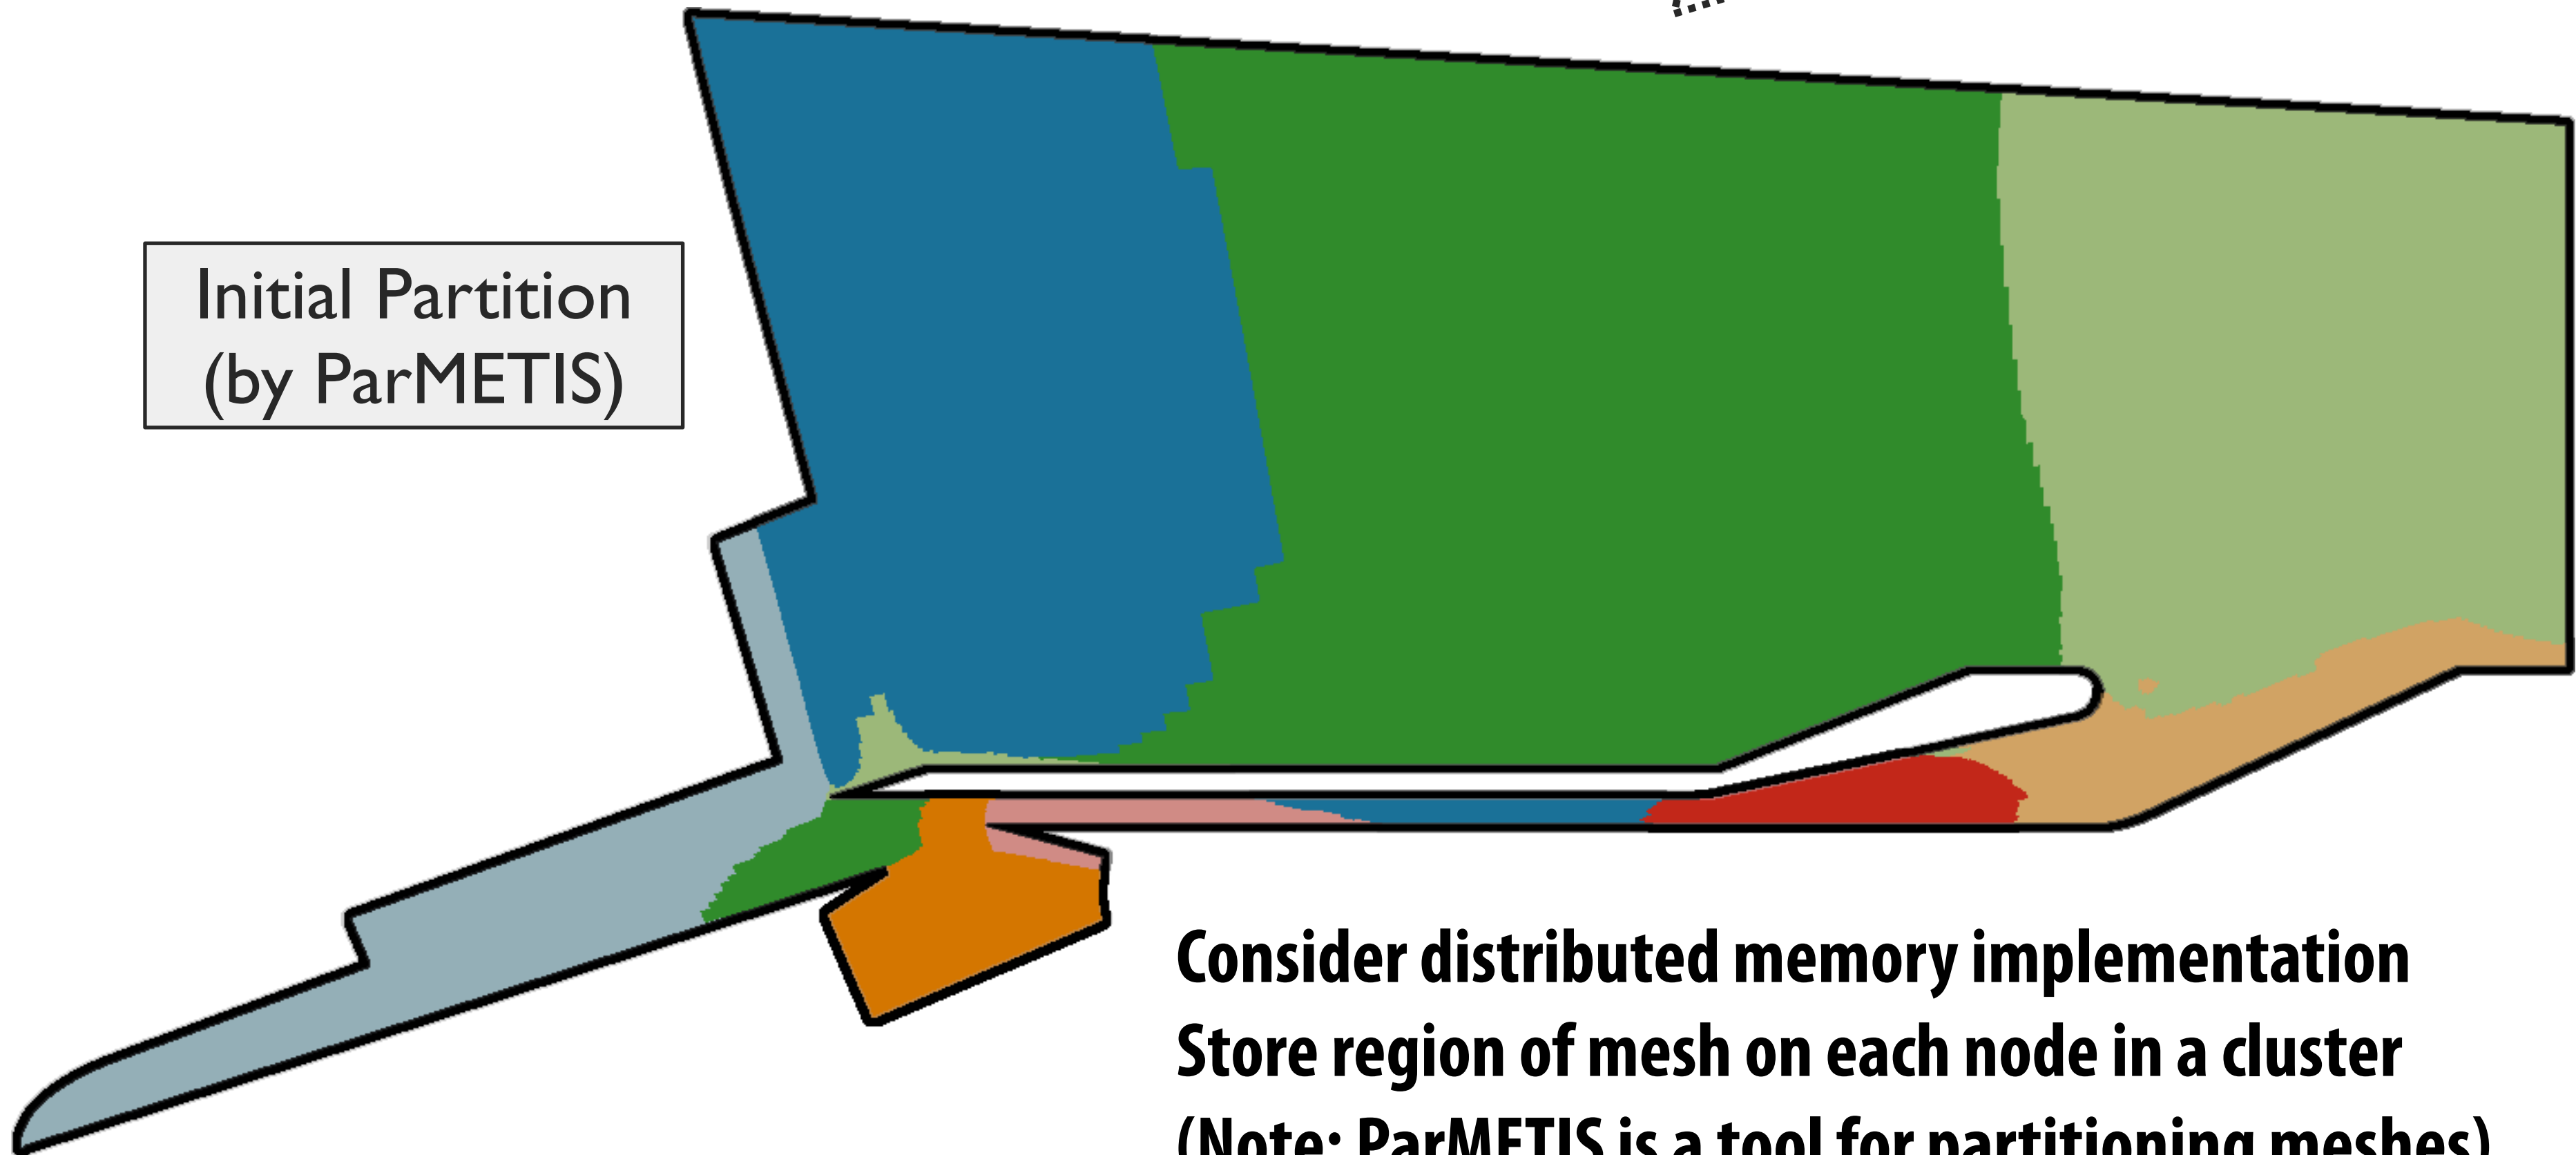 Initial Partition
(by ParMETIS)
Consider distributed memory implementation
Store region of mesh on each node in a cluster
(Note: ParMETIS is a tool for partitioning meshes)